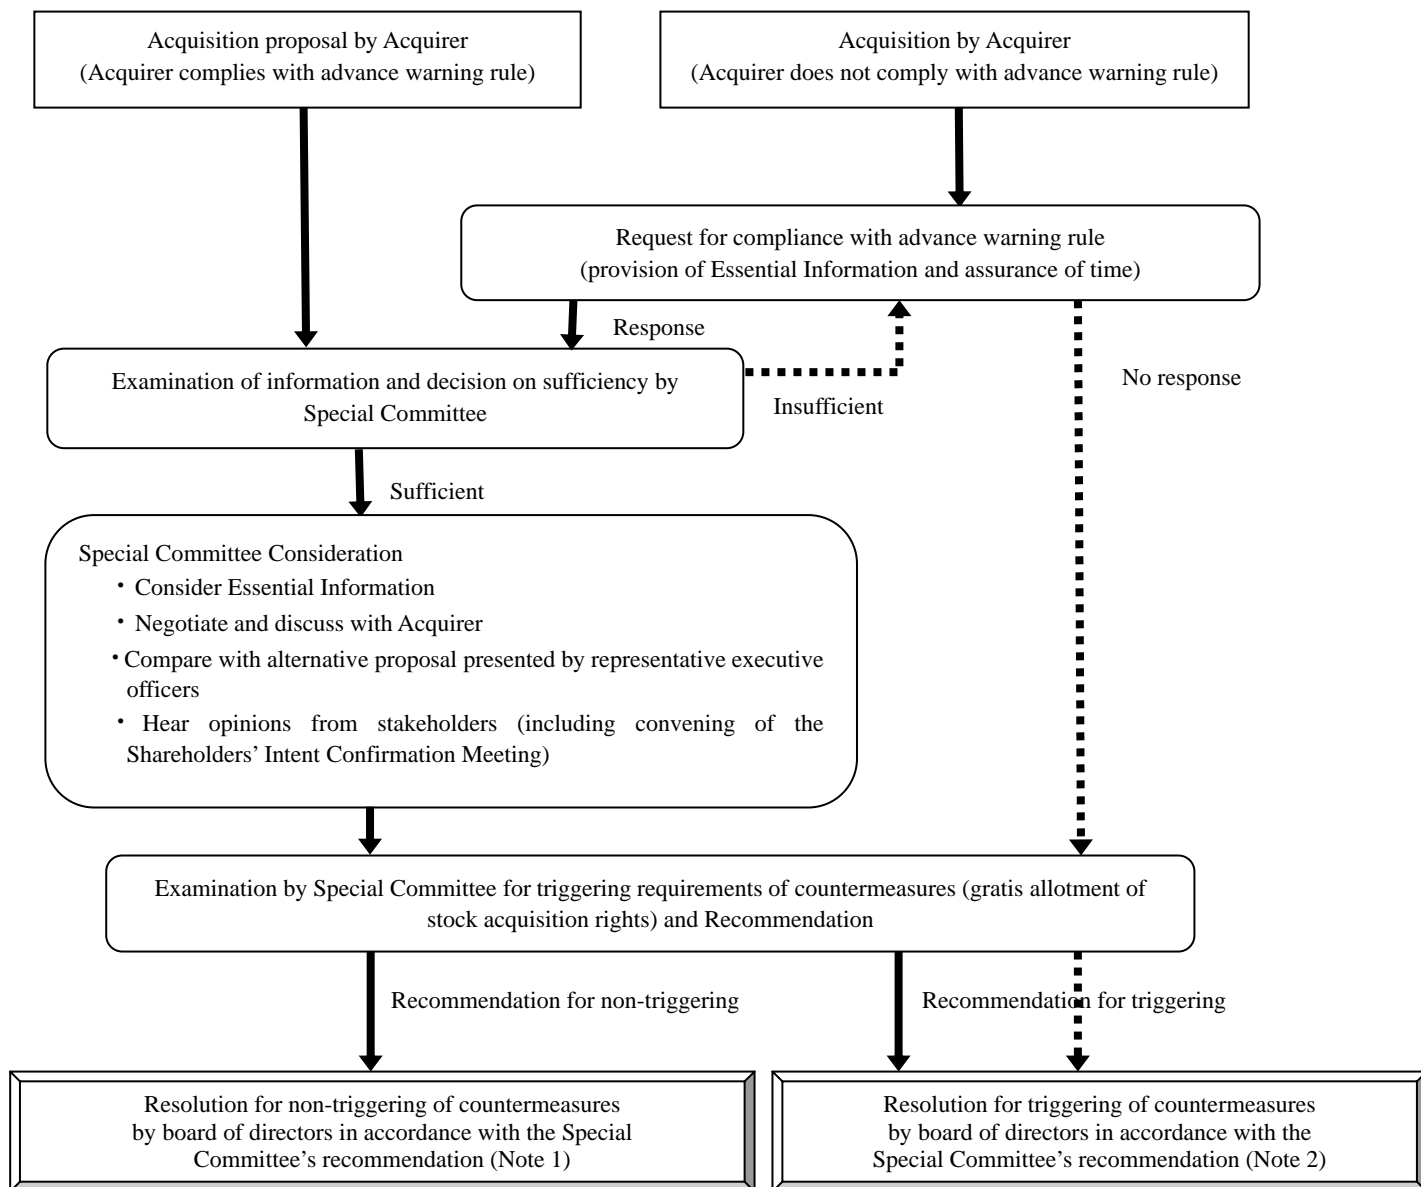 Acquisition proposal by Acquirer
(Acquirer complies with advance warning rule)
Acquisition by Acquirer
(Acquirer does not comply with advance warning rule)
Request for compliance with advance warning rule
(provision of Essential Information and assurance of time)
Response
Examination of information and decision on sufficiency by
Special Committee
Insufficient
No response
Sufficient
Special Committee Consideration
・Consider Essential Information
・Negotiate and discuss with Acquirer
・Compare with alternative proposal presented by representative executive
officers
・Hear opinions from stakeholders (including convening of the
Shareholders’ Intent Confirmation Meeting)
Examination by Special Committee for triggering requirements of countermeasures (gratis allotment of
stock acquisition rights) and Recommendation
Recommendation for non-triggering
Recommendation for triggering
Resolution for non-triggering of countermeasures
by board of directors in accordance with the Special
Committee’s recommendation (Note 1)
Resolution for triggering of countermeasures
by board of directors in accordance with the
Special Committee’s recommendation (Note 2)